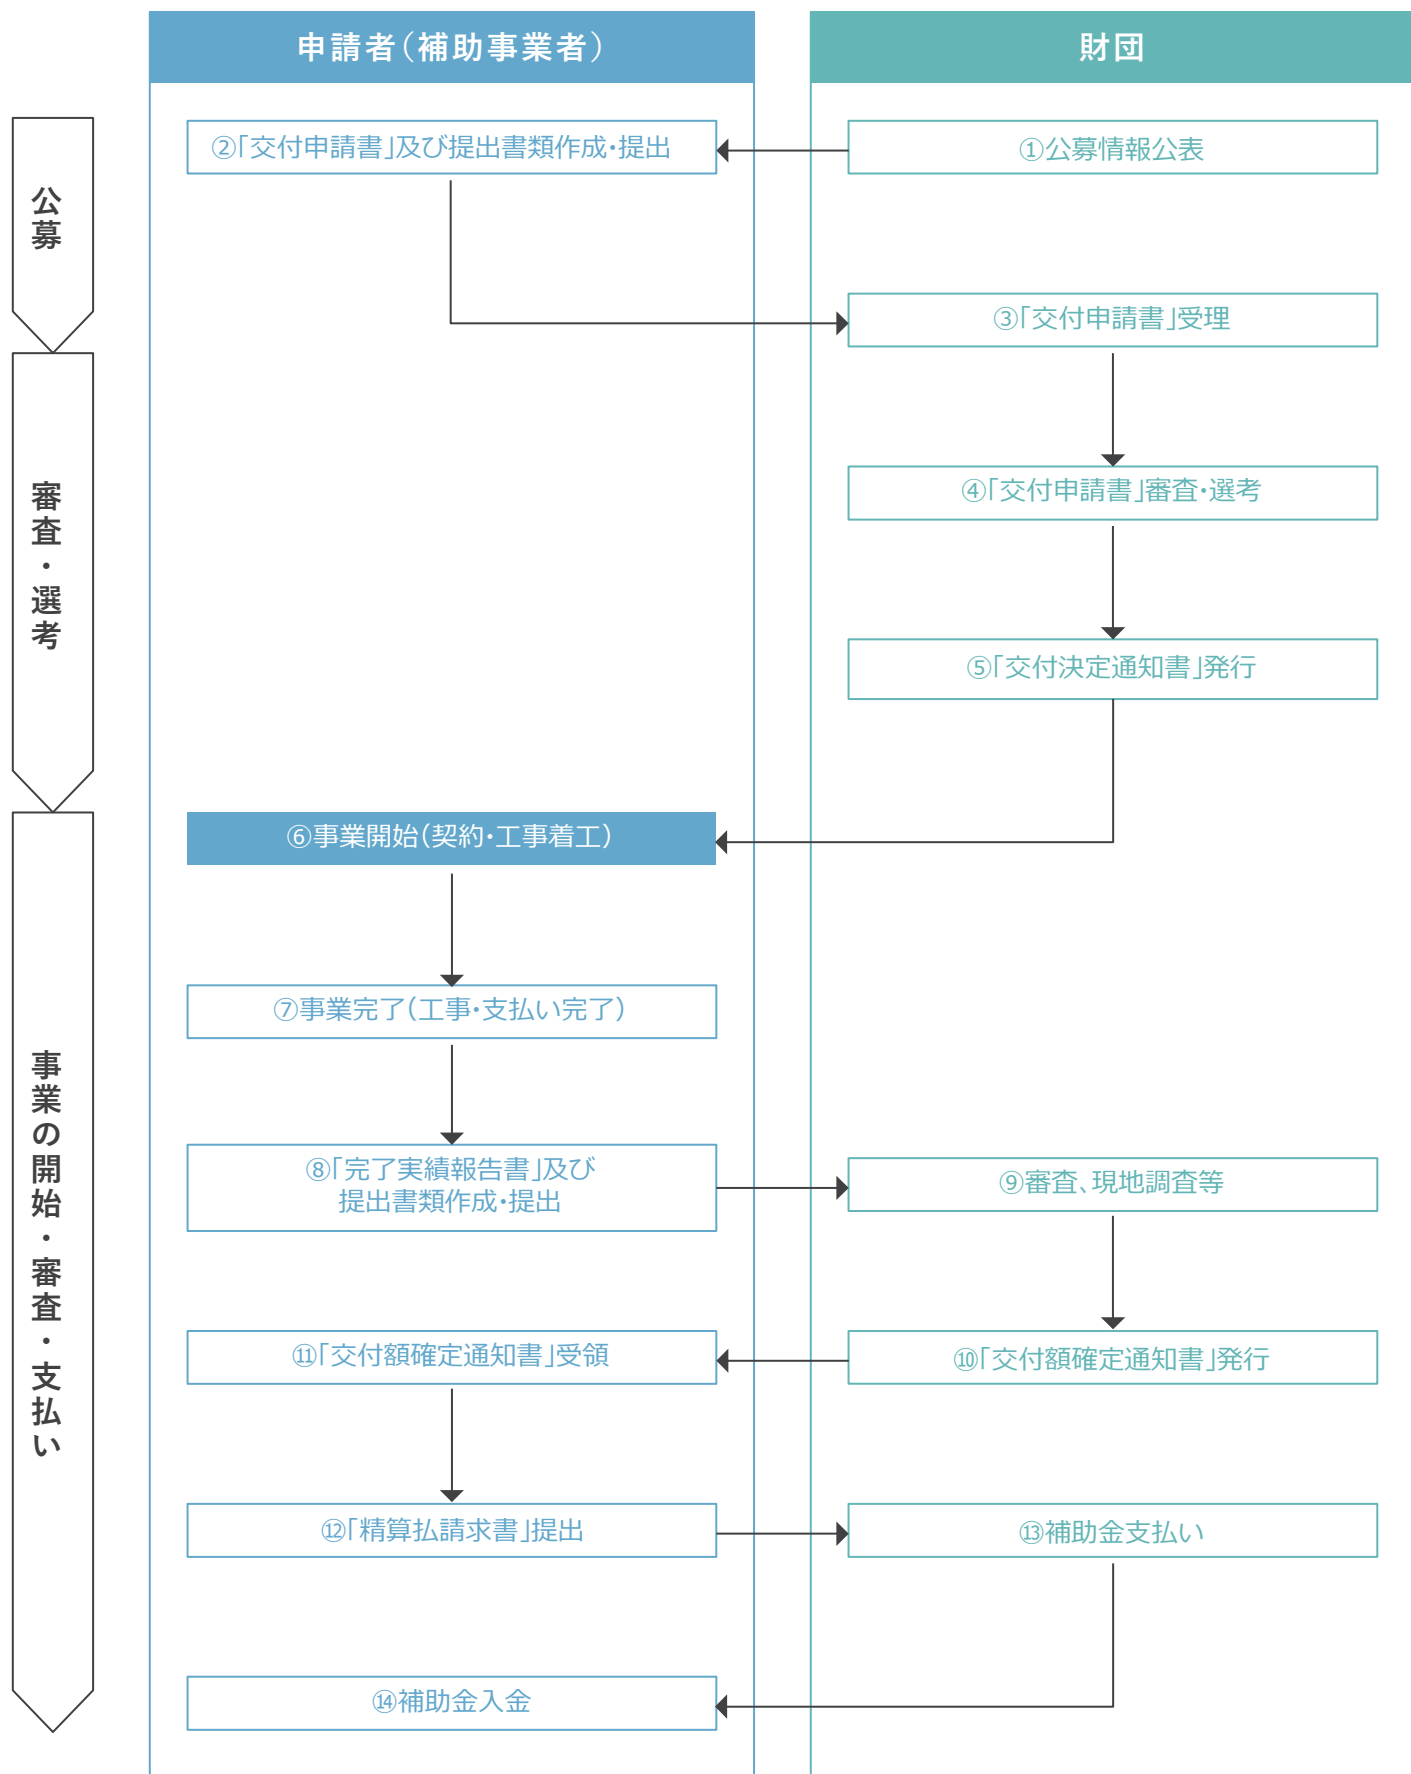 申請者（補助事業者）
財団
公募
②「交付申請書」及び提出書類作成・提出
①公募情報公表
③「交付申請書」受理
審査・選考
④「交付申請書」審査・選考
⑤「交付決定通知書」発行
事業の開始・審査・支払い
⑥事業開始（契約・工事着工）
⑦事業完了（工事・支払い完了）
⑧「完了実績報告書」及び
提出書類作成・提出
⑨審査、現地調査等
⑪「交付額確定通知書」受領
⑩「交付額確定通知書」発行
⑫「精算払請求書」提出
⑬補助金支払い
⑭補助金入金